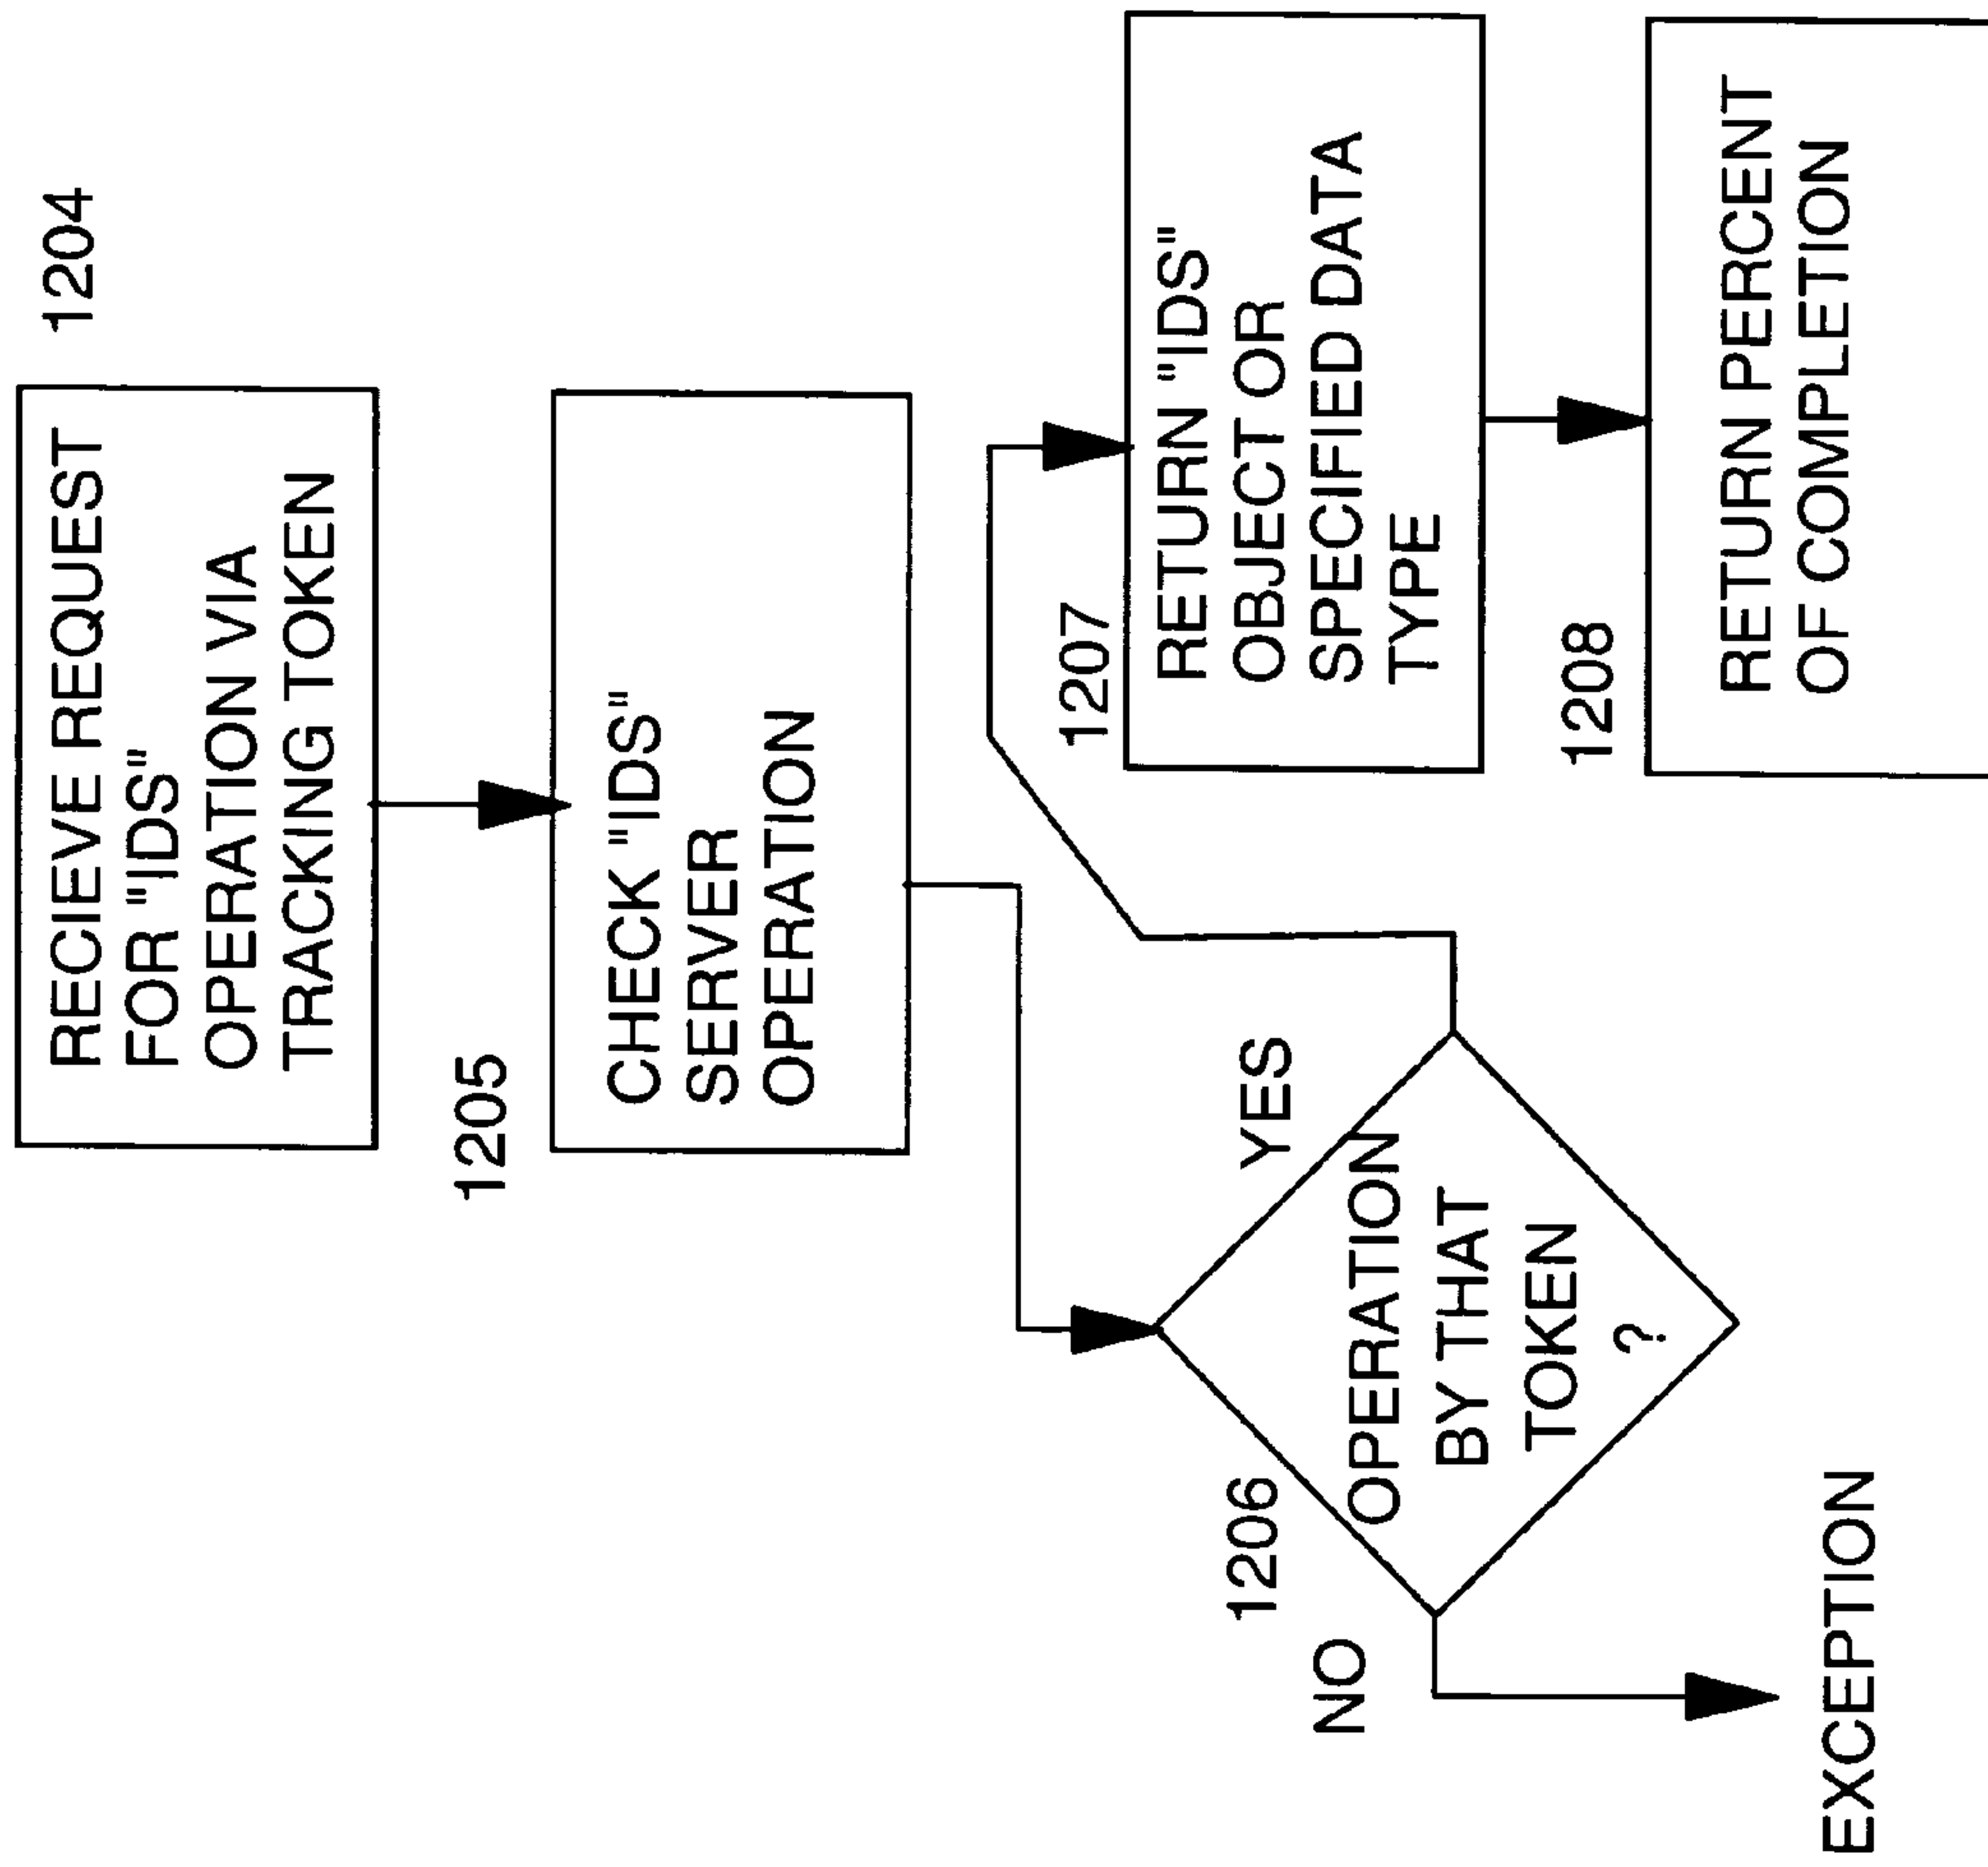 1204
RECIEVE REQUEST
FOR "IDS"
OPERATION VIA
TRACKING TOKEN
1205
CHECK "IDS"
SERVER
OPERATION
1206
OPERATION
BY THAT
TOKEN
?
YES
NO
EXCEPTION
1207
RETURN "IDS"
OBJECT OR
SPECIFIED DATA
TYPE
1208
RETURN PERCENT
OF COMPLETION